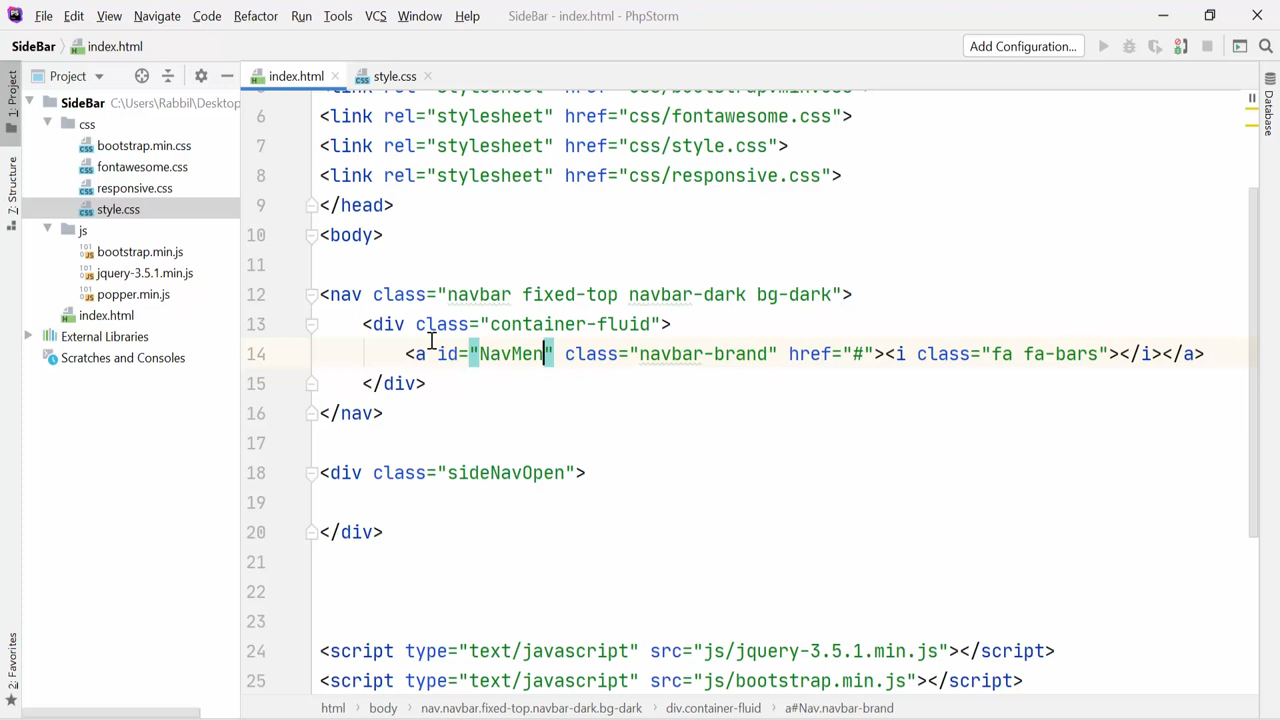 File Edit View Navigate Code Refactor Run Tools VCS Window Help SideBar - index.html - PhpStorm
SideBar index.html Add Configuration...
1: Project
Project
index.html
style.css
SideBar C:\Users\Rabbil\Desktop
css
bootstrap.min.css
fontawesome.css
responsive.css
style.css
js
bootstrap.min.js
jquery-3.5.1.min.js
popper.min.js
index.html
External Libraries
Scratches and Consoles
7: Structure
2: Favorites
Database
6 <link rel="stylesheet" href="css/fontawesome.css">
7 <link rel="stylesheet" href="css/style.css">
8 <link rel="stylesheet" href="css/responsive.css">
9 </head>
10 <body>
11
12 <nav class="navbar fixed-top navbar-dark bg-dark">
13 <div class="container-fluid">
14 <a id="NavMen" class="navbar-brand" href="#"><i class="fa fa-bars"></i></a>
15 </div>
16 </nav>
17
18 <div class="sideNavOpen">
19
20 </div>
21
22
23
24 <script type="text/javascript" src="js/jquery-3.5.1.min.js"></script>
25 <script type="text/javascript" src="js/bootstrap.min.js"></script>
html body nav.navbar.fixed-top.navbar-dark.bg-dark div.container-fluid a#Nav.navbar-brand